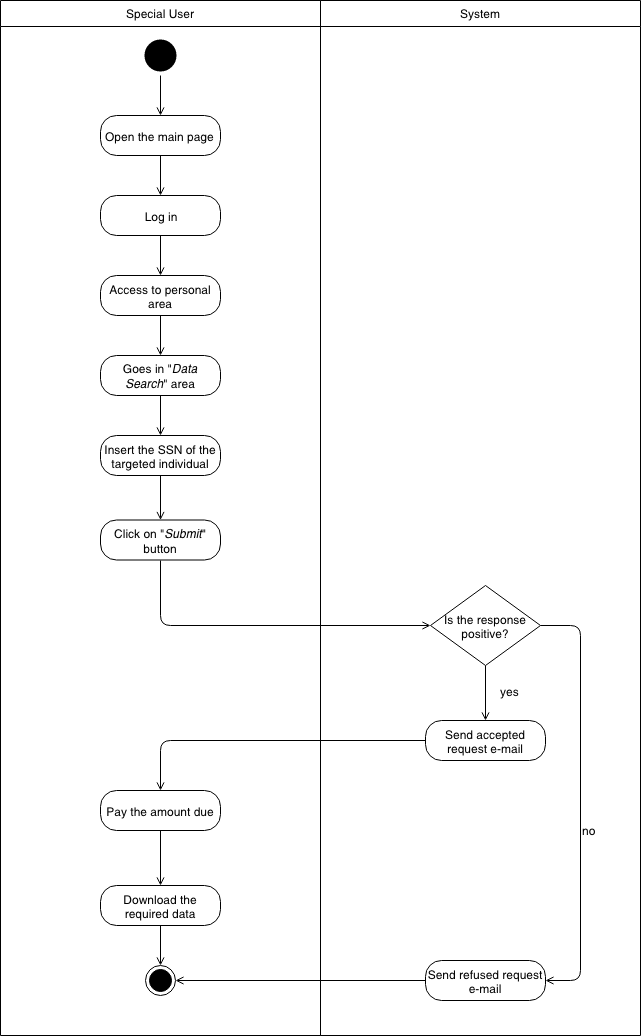 Special User
System
Open the main page
Log in
Access to personal
area
Goes in "Data
Search" area
Insert the SSN of the
targeted individual
Click on "Submit"
button
Is the response
positive?
yes
Send accepted
request e-mail
Pay the amount due
no
Download the
required data
Send refused request
e-mail